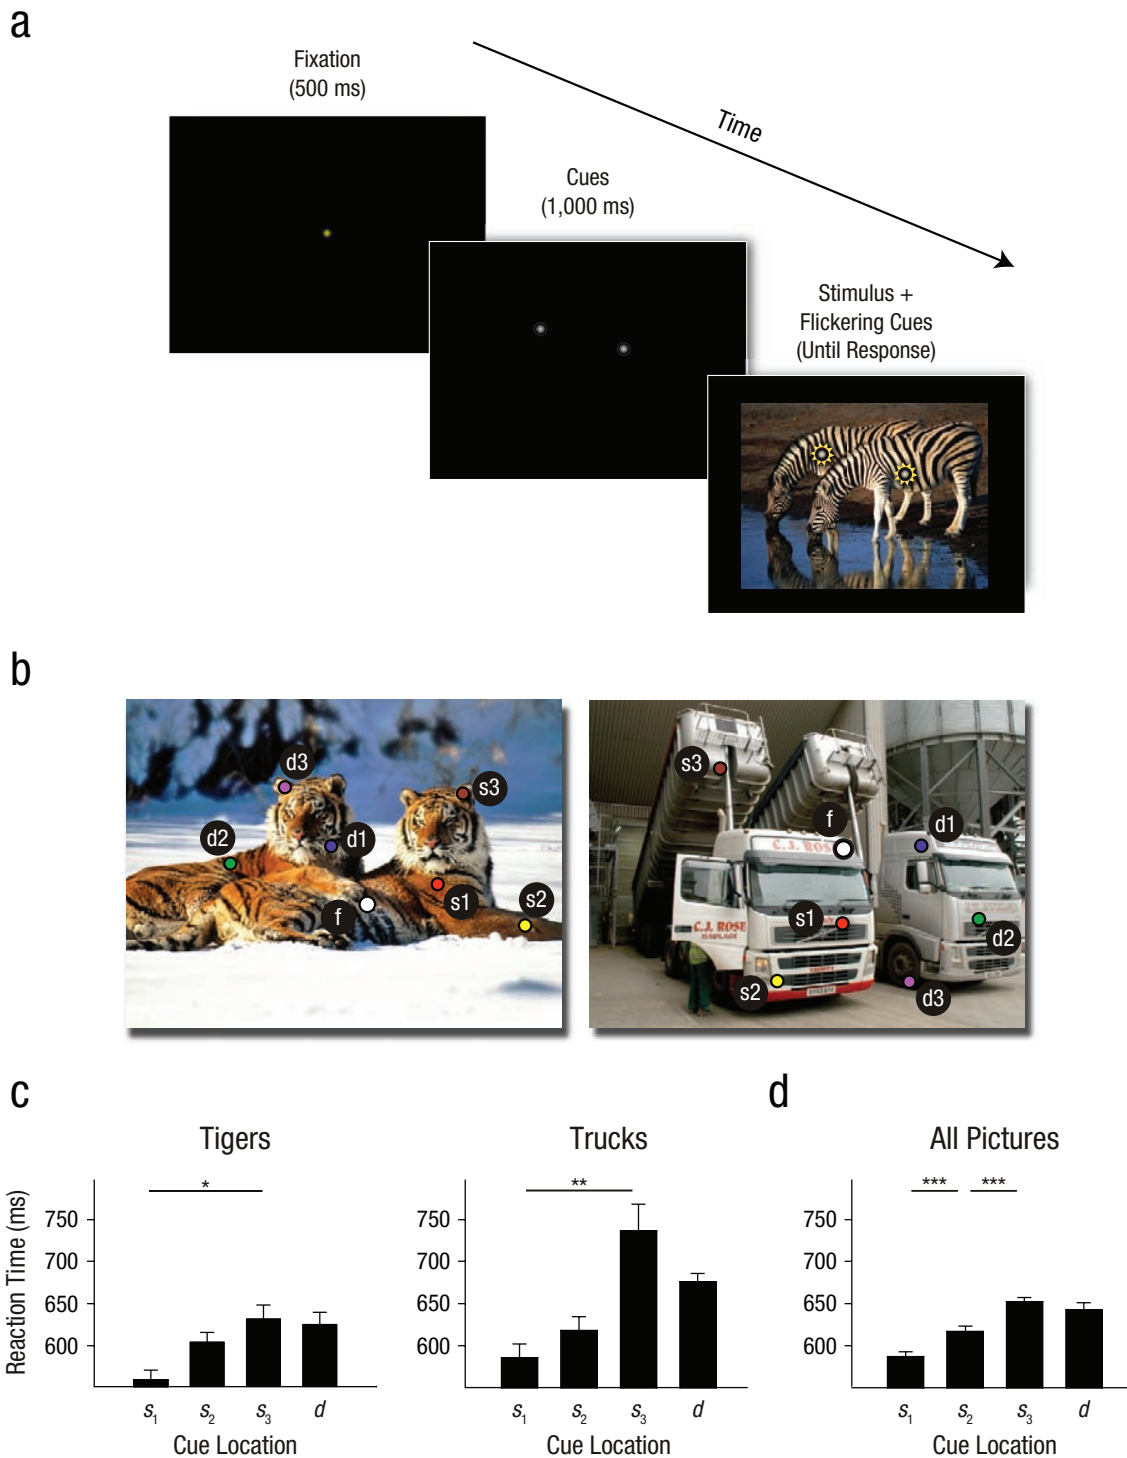 a
Fixation
(500 ms)
Time
Cues
(1,000 ms)
Stimulus +
Flickering Cues
(Until Response)
b
d3
s3
d2
d1
s1
s2
f
s3
f
d1
C.J. ROSE
s1
C.J. ROSE
HAULAGE
d2
s2
d3
c
d
Tigers
Trucks
All Pictures
Reaction Time (ms)
750
700
650
600
*
s1
s2
s3
d
Cue Location
750
700
650
600
**
s1
s2
s3
d
Cue Location
750
700
650
600
***
***
s1
s2
s3
d
Cue Location